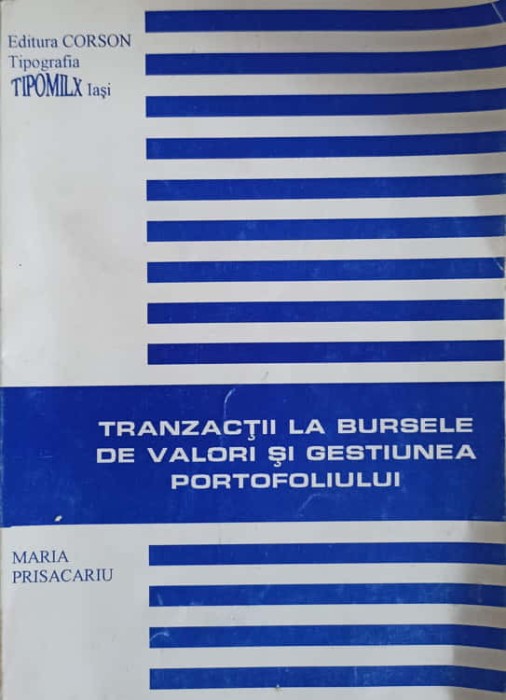 Editura CORSON
Tipografia
TIPOMILX Iaşi
TRANZACŢII LA BURSELE
DE VALORI ŞI GESTIUNEA
PORTOFOLIULUI
MARIA
PRISACARIU